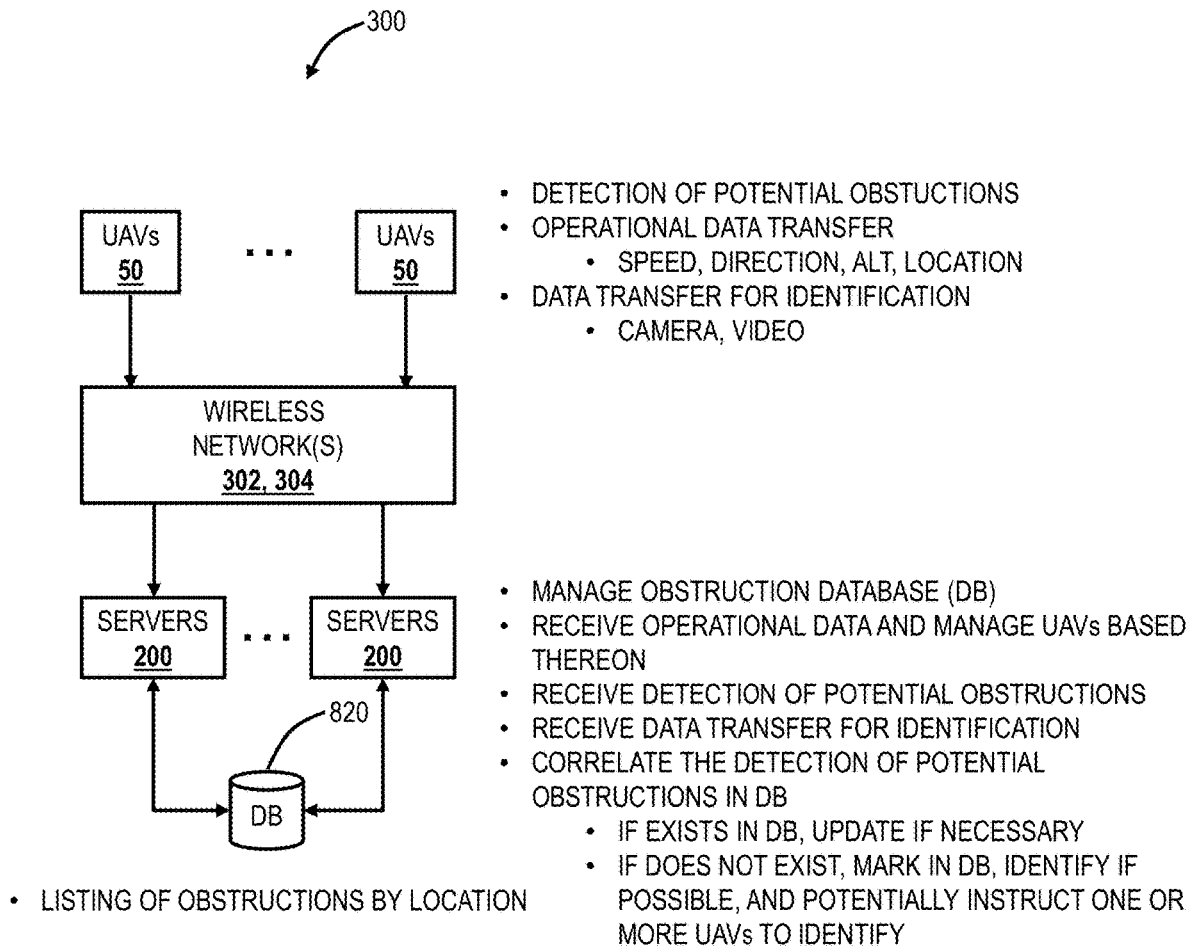 300
• DETECTION OF POTENTIAL OBSTUCTIONS
• OPERATIONAL DATA TRANSFER
• SPEED, DIRECTION, ALT, LOCATION
• DATA TRANSFER FOR IDENTIFICATION
• CAMERA, VIDEO
UAVs
50
. . .
UAVs
50
WIRELESS
NETWORK(S)
302, 304
SERVERS
200
. . .
SERVERS
200
820
DB
• LISTING OF OBSTRUCTIONS BY LOCATION
• MANAGE OBSTRUCTION DATABASE (DB)
• RECEIVE OPERATIONAL DATA AND MANAGE UAVs BASED
THEREON
• RECEIVE DETECTION OF POTENTIAL OBSTRUCTIONS
• RECEIVE DATA TRANSFER FOR IDENTIFICATION
• CORRELATE THE DETECTION OF POTENTIAL
OBSTRUCTIONS IN DB
• IF EXISTS IN DB, UPDATE IF NECESSARY
• IF DOES NOT EXIST, MARK IN DB, IDENTIFY IF
POSSIBLE, AND POTENTIALLY INSTRUCT ONE OR
MORE UAVs TO IDENTIFY